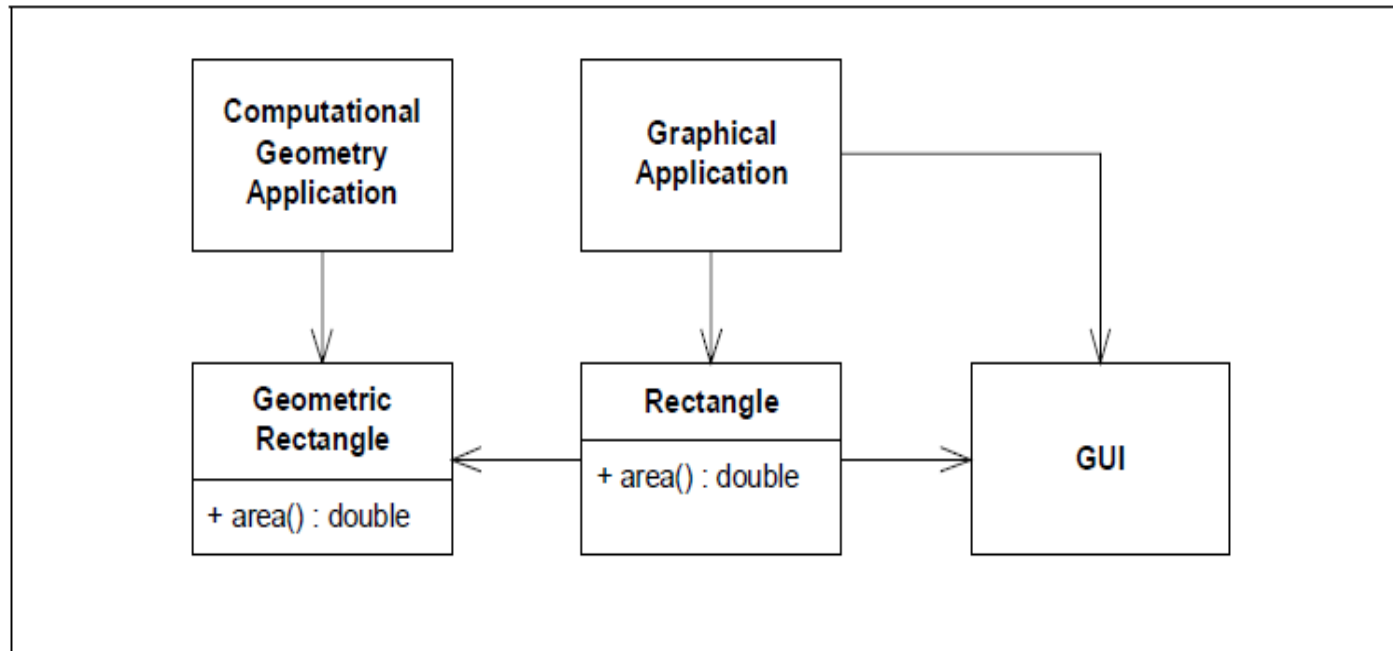 Computational
Geometry
Application
Graphical
Application
Geometric
Rectangle
+ area() : double
Rectangle
+ area() : double
GUI